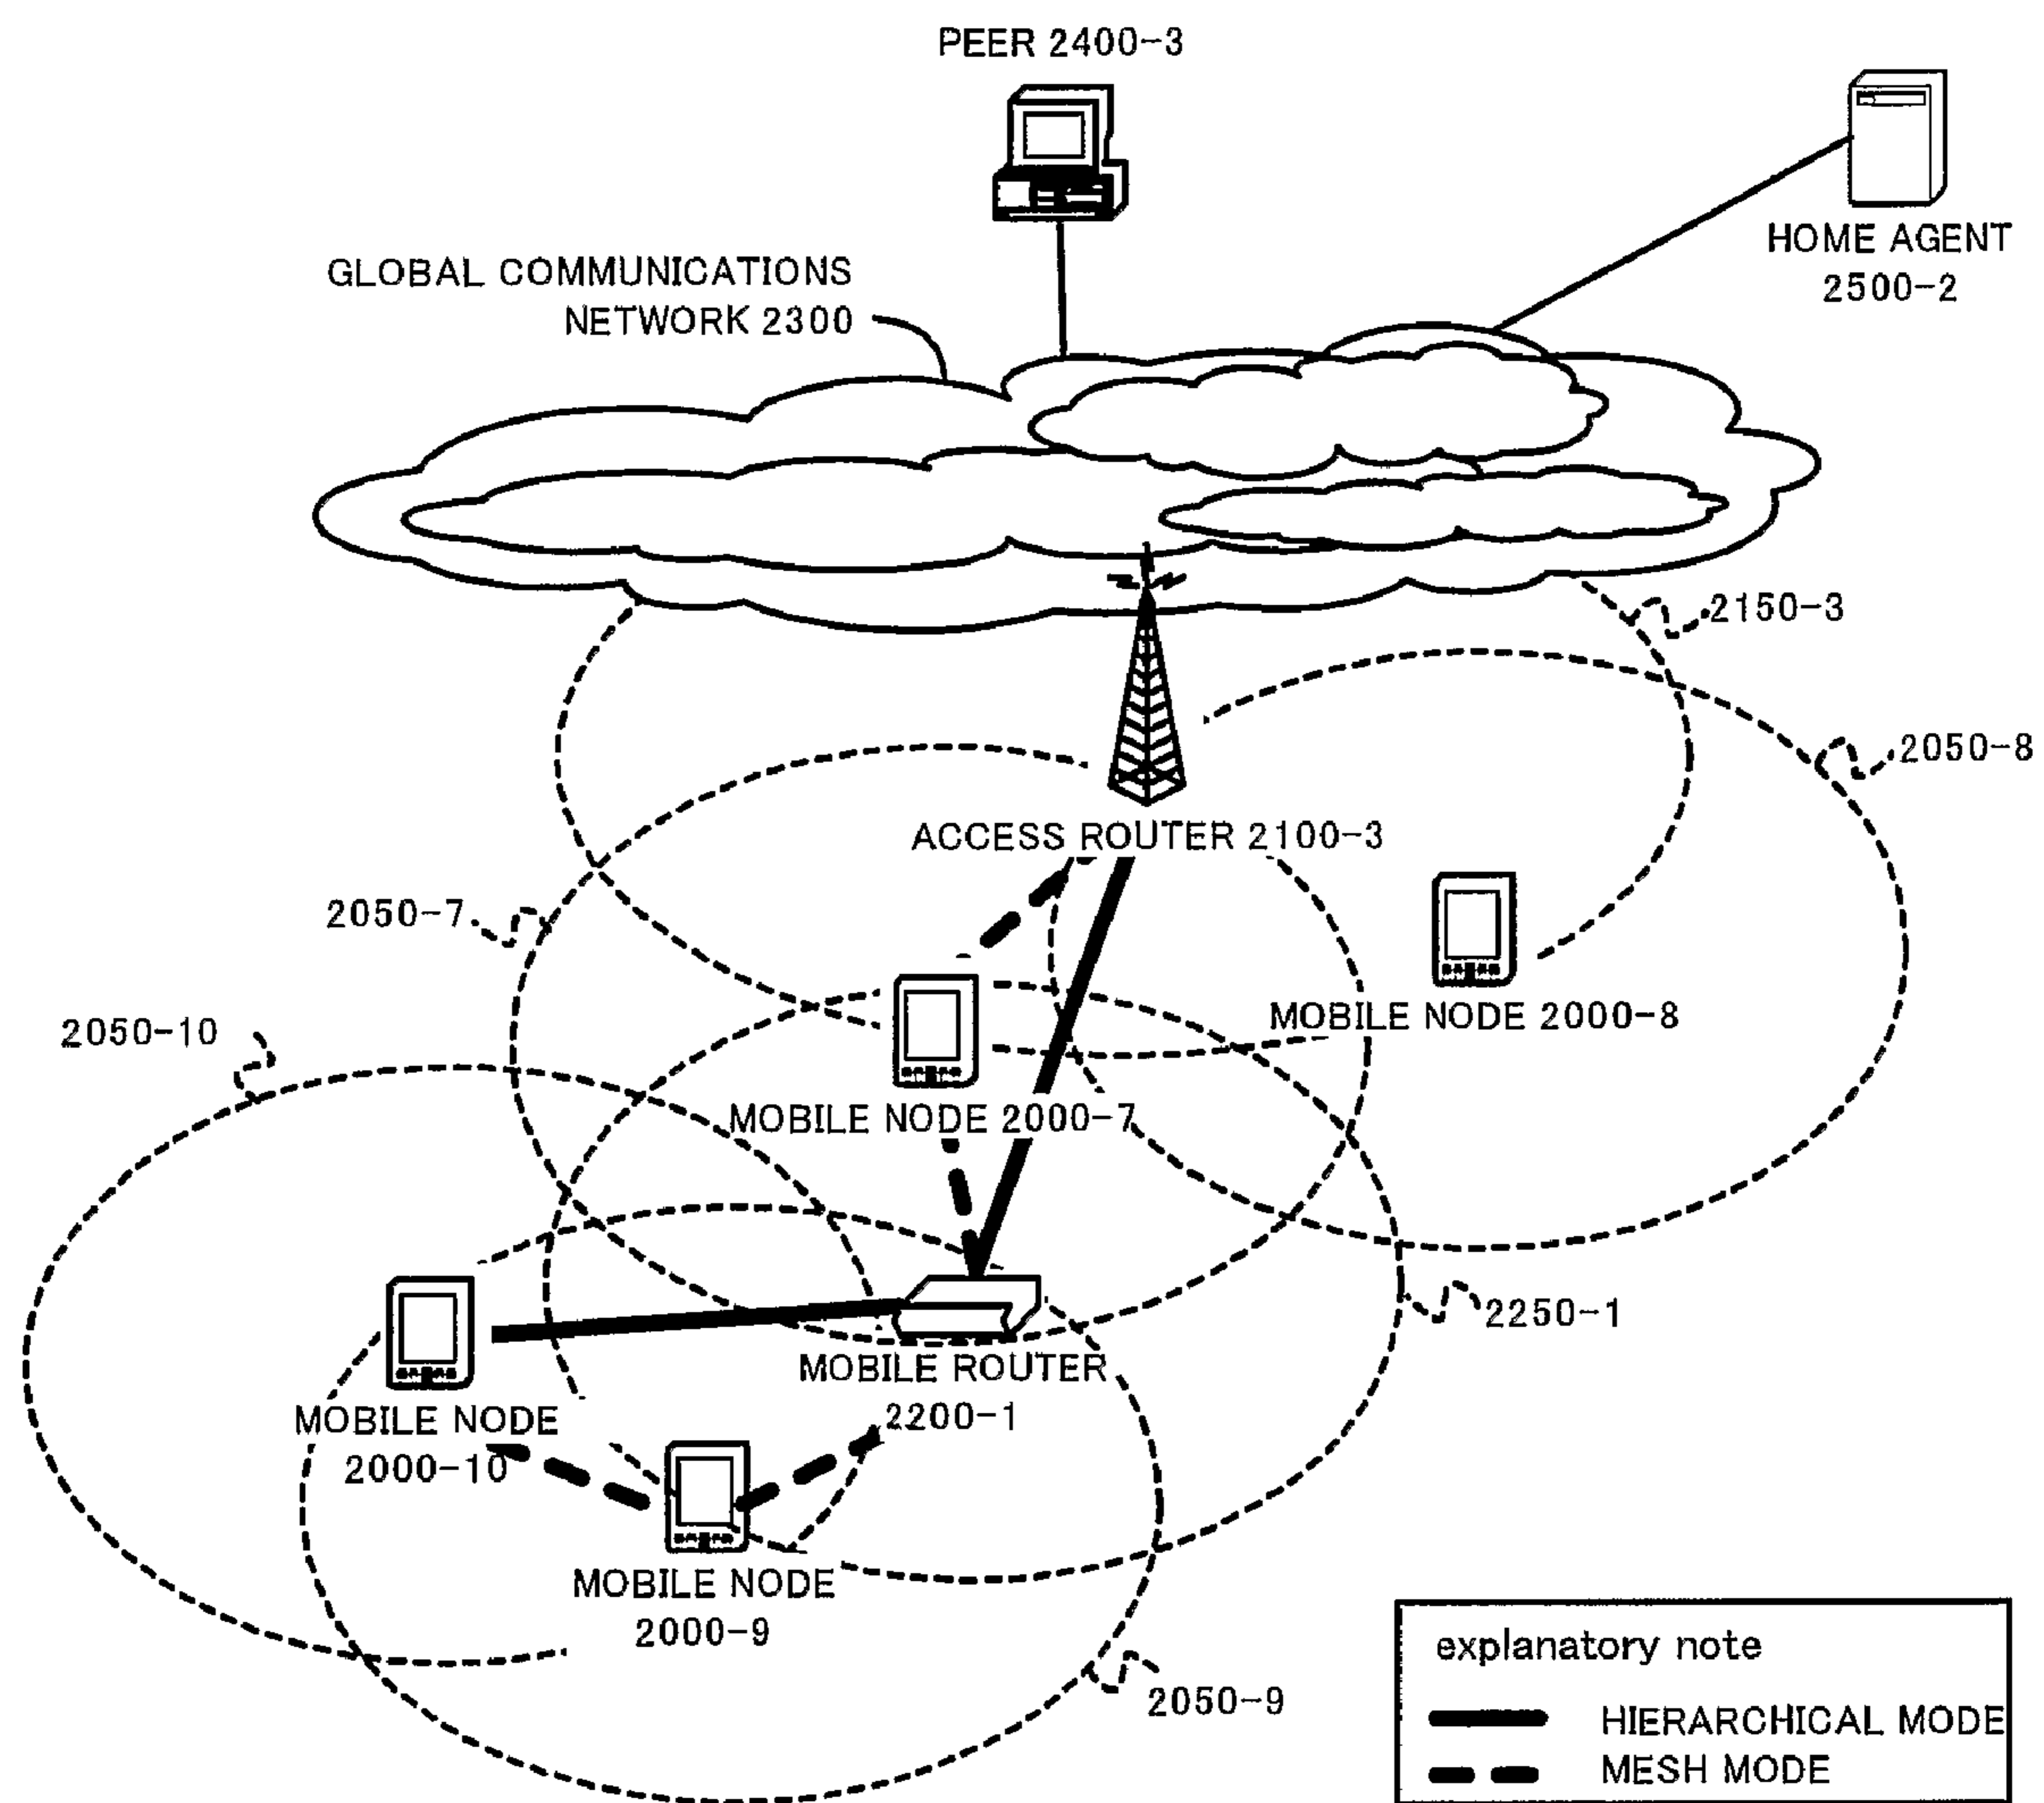 PEER 2400-3
HOME AGENT
2500-2
GLOBAL COMMUNICATIONS
NETWORK 2300
2150-3
2050-8
ACCESS ROUTER 2100-3
2050-7
MOBILE NODE 2000-8
2050-10
MOBILE NODE 2000-7
2250-1
MOBILE ROUTER
2200-1
MOBILE NODE
2000-10
MOBILE NODE
2000-9
2050-9
explanatory note
HIERARCHICAL MODE
MESH MODE